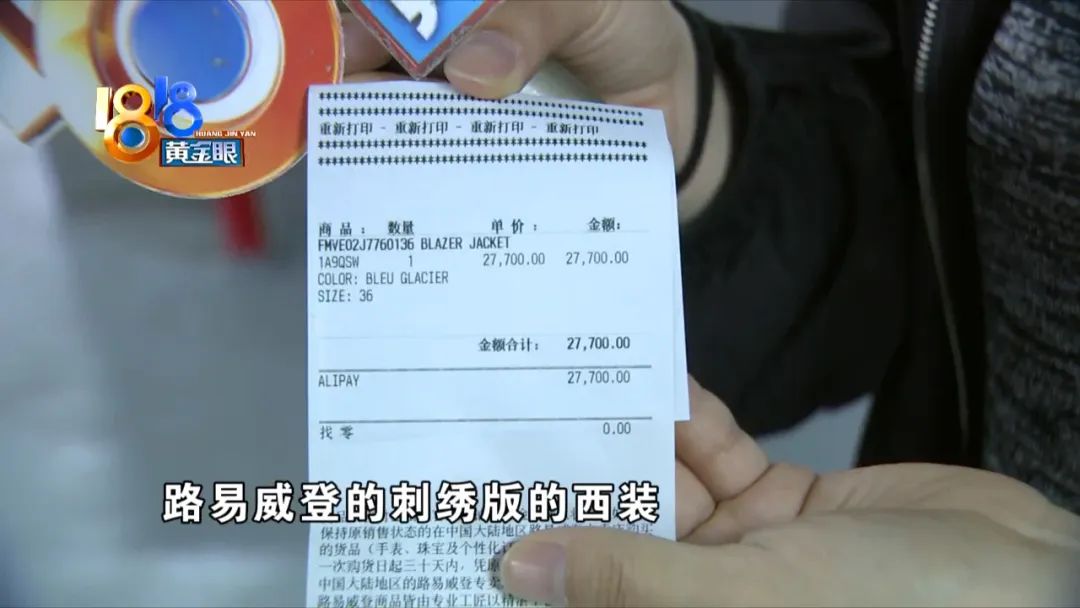 1818
HUANG JIN YAN
黄金眼
重新打印 - 重新打印 - 重新打印 - 重新打印
商 品 : 数量 单 价 : 金额:
FMVE02J7760136 BLAZER JACKET
1A9QSW 1 27,700.00 27,700.00
COLOR: BLEU GLACIER
SIZE: 36
金额合计: 27,700.00
ALIPAY 27,700.00
找 零 0.00
路易威登的刺绣版的西装
保持原销售状态的在中国大陆地区路易
的货品（手表、珠宝及个性化
一次购货日起三十天内，凭原
中国大陆地区的路易威登专卖
路易威登商品皆由专业工匠以精湛